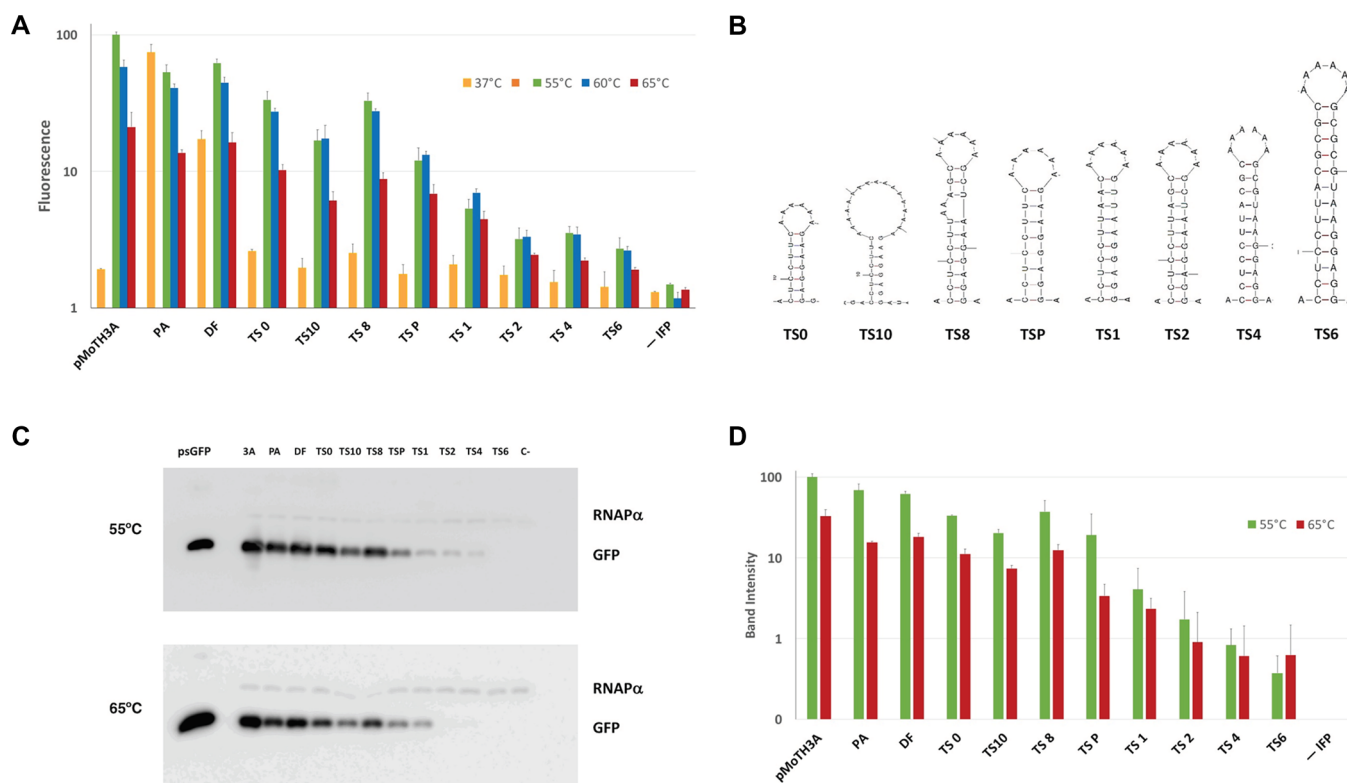 A
Fluorescence
100
10
1
37°C
55°C
60°C
65°C
pMoTH3A
PA
DF
TS 0
TS10
TS 8
TS P
TS 1
TS 2
TS 4
TS6
— IFP
B
TS0
TS10
TS8
TSP
TS1
TS2
TS4
TS6
C
psGFP
3A PA DF TS0 TS10 TS8 TSP TS1 TS2 TS4 TS6 C-
55ºC
RNAPα
GFP
65ºC
RNAPα
GFP
D
Band Intensity
100
10
1
0
55°C
65°C
pMoTH3A
PA
DF
TS 0
TS10
TS 8
TS P
TS 1
TS 2
TS 4
TS6
— IFP